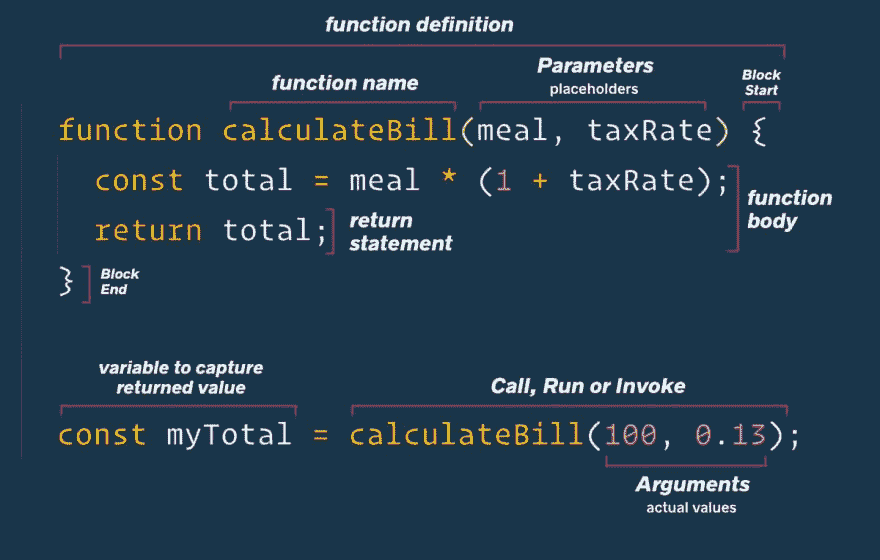 function definition
function name
Parameters
placeholders
Block
Start
function calculateBill(meal, taxRate) {
const total = meal * (1 + taxRate);
function
body
return total;
return
statement
}
Block
End
variable to capture
returned value
Call, Run or Invoke
const myTotal = calculateBill(100, 0.13);
Arguments
actual values